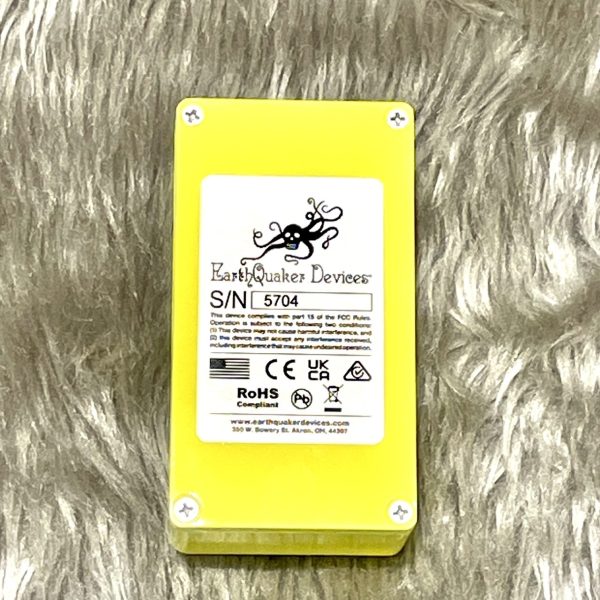 EarthQuaker Devices
S/N 5704
This device complies with part 15 of the FCC Rules.
Operation is subject to the following two conditions:
(1) This device may not cause harmful interference, and
(2) this device must accept any interference received,
including interference that may cause undesired operation.
CE UK
CA
RoHS Pb
Compliant
www.earthquakerdevices.com
350 W. Bowery St. Akron, OH, 44307